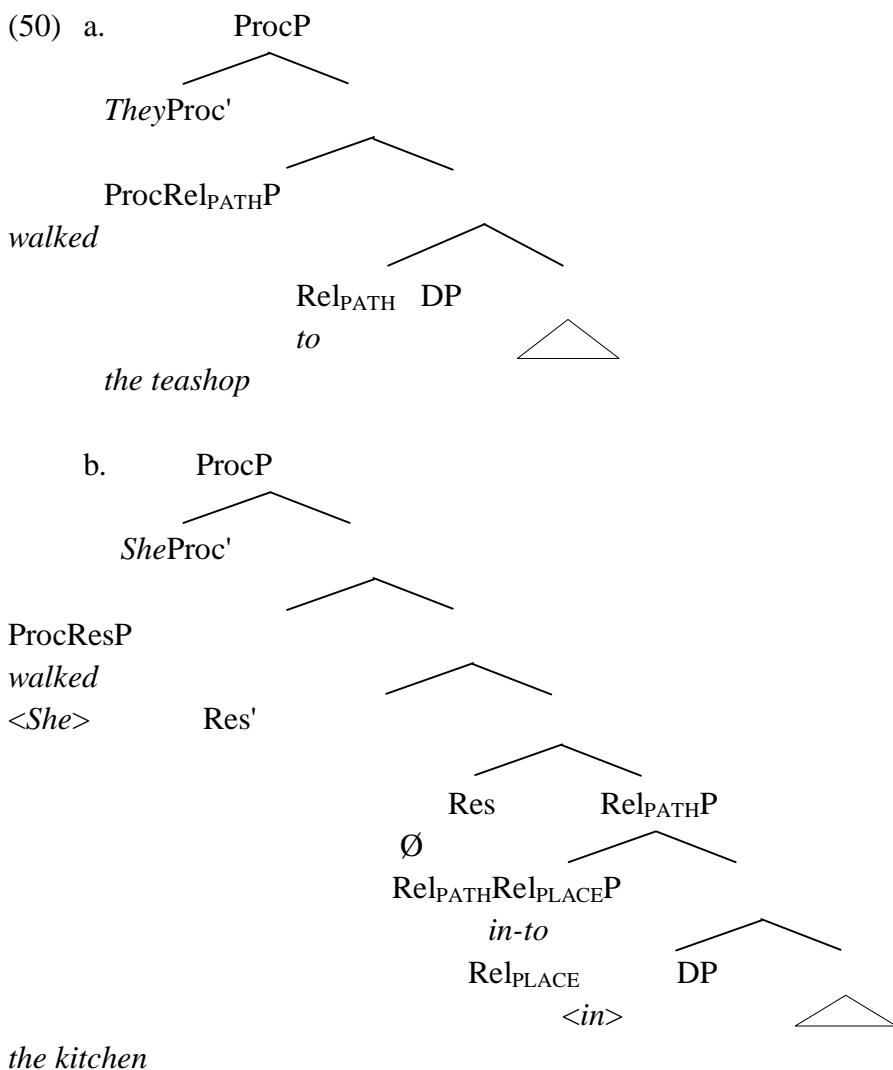 (50) a. ProcP
TheyProc'
ProcRelPATHP
walked
RelPATH DP
to
the teashop
b. ProcP
SheProc'
ProcResP
walked
<She> Res'
Res RelPATHP
Ø
RelPATHRelPLACEP
in-to
RelPLACE DP
<in>
the kitchen